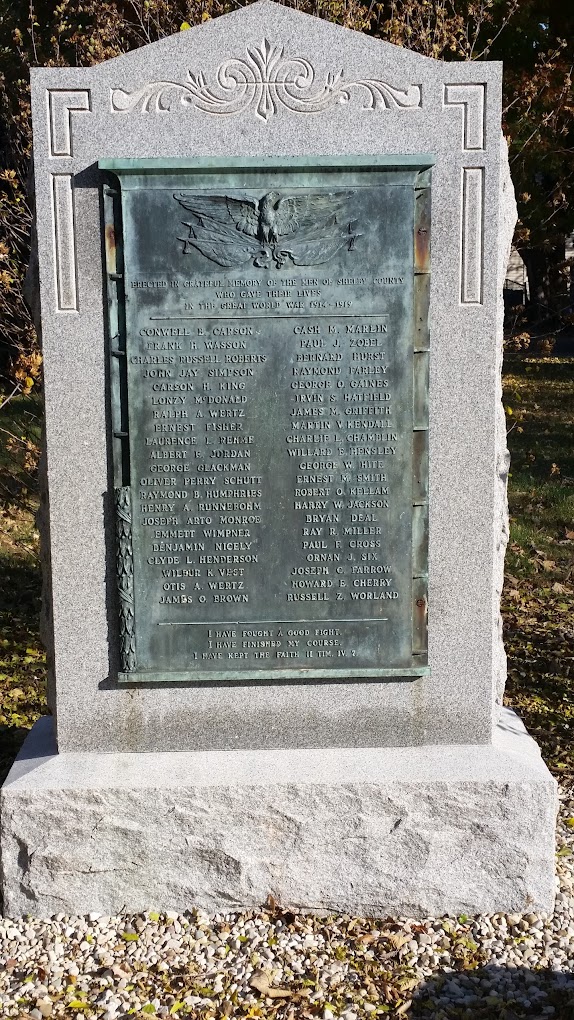 ERECTED IN GRATEFUL MEMORY OF THE MEN OF SHELBY COUNTY
WHO GAVE THEIR LIVES
IN THE GREAT WORLD WAR 1914-1919
CONWELL E. CARSON
FRANK H. WASSON
CHARLES RUSSELL ROBERTS
JOHN JAY SIMPSON
CARSON H. KING
LONZY McDONALD
RALPH A. WERTZ
ERNEST FISHER
LAURENCE L. REHME
ALBERT F. JORDAN
GEORGE GLACKMAN
OLIVER PERRY SCHUTT
RAYMOND B. HUMPHRIES
HENRY A. RUNNEBOHM
JOSEPH ARTO MONROE
EMMETT WIMPNER
BENJAMIN NICELY
CLYDE L. HENDERSON
WILBUR K. VEST
OTIS A. WERTZ
JAMES O. BROWN
CASH M. MARLIN
PAUL J. ZOBEL
BERNARD HURST
RAYMOND FARLEY
GEORGE O. GAINES
IRVIN S. HATFIELD
JAMES M. GRIFFITH
MARTIN V. KENDALL
CHARLIE L. CHAMBLIN
WILLARD E. HENSLEY
GEORGE W. HITE
ERNEST M. SMITH
ROBERT O. KELLAM
HARRY W. JACKSON
BRYAN DEAL
RAY R. MILLER
PAUL F. CROSS
ORNAN J. SIX
JOSEPH C. FARROW
HOWARD E. CHERRY
RUSSELL Z. WORLAND
I HAVE FOUGHT A GOOD FIGHT.
I HAVE FINISHED MY COURSE.
I HAVE KEPT THE FAITH II TIM. IV. 7.